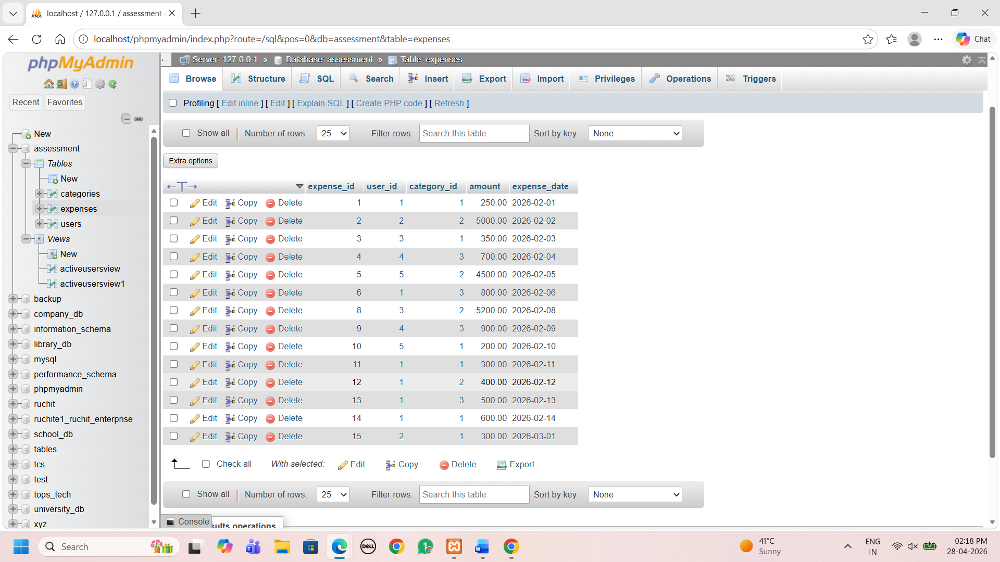 localhost / 127.0.0.1 / assessment
localhost/phpmyadmin/index.php?route=/sql&pos=0&db=assessment&table=expenses
Chat
phpMyAdmin
Recent Favorites
New
assessment
Tables
New
categories
expenses
users
Views
New
activeusersview
activeusersview1
backup
company_db
information_schema
library_db
mysql
performance_schema
phpmyadmin
ruchit
ruchite1_ruchit_enterprise
school_db
tables
tcs
test
tops_tech
university_db
xyz
Server: 127.0.0.1 » Database: assessment » Table: expenses
Browse Structure SQL Search Insert Export Import Privileges Operations Triggers
Profiling [ Edit inline ] [ Edit ] [ Explain SQL ] [ Create PHP code ] [ Refresh ]
Show all Number of rows: 25 Filter rows: Search this table Sort by key: None
Extra options
expense_id user_id category_id amount expense_date
Edit Copy Delete 1 1 1 250.00 2026-02-01
Edit Copy Delete 2 2 2 5000.00 2026-02-02
Edit Copy Delete 3 3 1 350.00 2026-02-03
Edit Copy Delete 4 4 3 700.00 2026-02-04
Edit Copy Delete 5 5 2 4500.00 2026-02-05
Edit Copy Delete 6 1 3 800.00 2026-02-06
Edit Copy Delete 8 3 2 5200.00 2026-02-08
Edit Copy Delete 9 4 3 900.00 2026-02-09
Edit Copy Delete 10 5 1 200.00 2026-02-10
Edit Copy Delete 11 1 1 300.00 2026-02-11
Edit Copy Delete 12 1 2 400.00 2026-02-12
Edit Copy Delete 13 1 3 500.00 2026-02-13
Edit Copy Delete 14 1 1 600.00 2026-02-14
Edit Copy Delete 15 2 1 300.00 2026-03-01
Check all With selected: Edit Copy Delete Export
Show all Number of rows: 25 Filter rows: Search this table Sort by key: None
Console
sults operations
Search
DELL
41°C
Sunny
ENG
IN
02:18 PM
28-04-2026